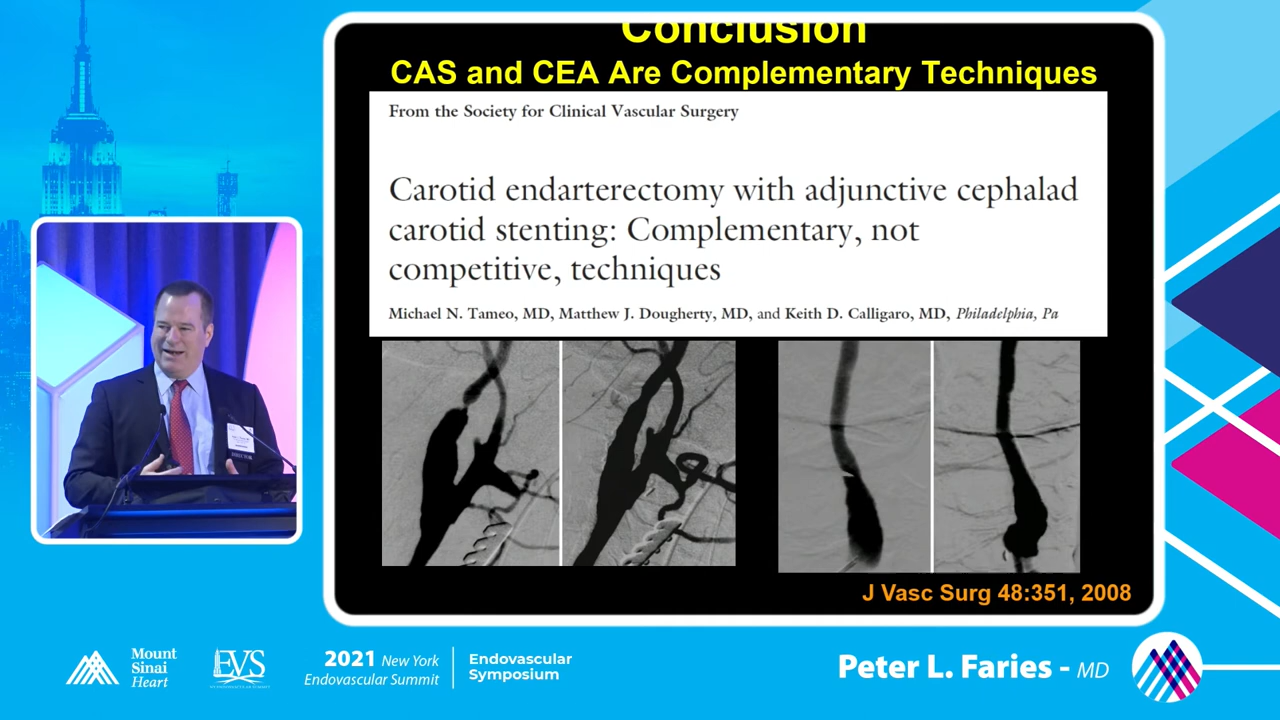 Conclusion
CAS and CEA Are Complementary Techniques
From the Society for Clinical Vascular Surgery
Carotid endarterectomy with adjunctive cephalad
carotid stenting: Complementary, not
competitive, techniques
Michael N. Tameo, MD, Matthew J. Dougherty, MD, and Keith D. Calligaro, MD, Philadelphia, Pa
J Vasc Surg 48:351, 2008
Mount
Sinai
Heart
EVS
2021 New York
Endovascular Summit
Endovascular
Symposium
Peter L. Faries - MD